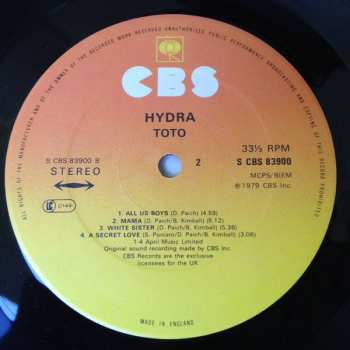 ALL RIGHTS OF THE MANUFACTURER AND OF THE OWNER OF THE RECORDED WORK RESERVED UNAUTHORISED PUBLIC PERFORMANCE BROADCASTING AND COPYING OF THIS RECORD PROHIBITED
CBS
HYDRA
TOTO
33⅓ RPM
S CBS 83900 B
STEREO
2
S CBS 83900
MCPS/BIEM
℗ 1979 CBS Inc.
1. ALL US BOYS (D. Paich) (4.59)
2. MAMA (D. Paich/B. Kimball) (5.12)
3. WHITE SISTER (D. Paich/B. Kimball) (5.38)
4. A SECRET LOVE (S. Porcaro/D. Paich/B. Kimball) (3.06)
1-4 April Music Limited
Original sound recording made by CBS Inc.
CBS Records are the exclusive
licensees for the UK
MADE IN ENGLAND